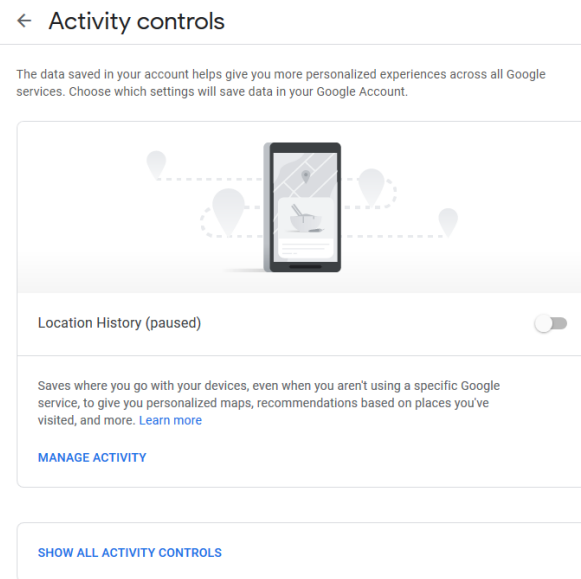 Activity controls
The data saved in your account helps give you more personalized experiences across all Google
services. Choose which settings will save data in your Google Account.
Location History (paused)
Saves where you go with your devices, even when you aren't using a specific Google
service, to give you personalized maps, recommendations based on places you've
visited, and more. Learn more
MANAGE ACTIVITY
SHOW ALL ACTIVITY CONTROLS